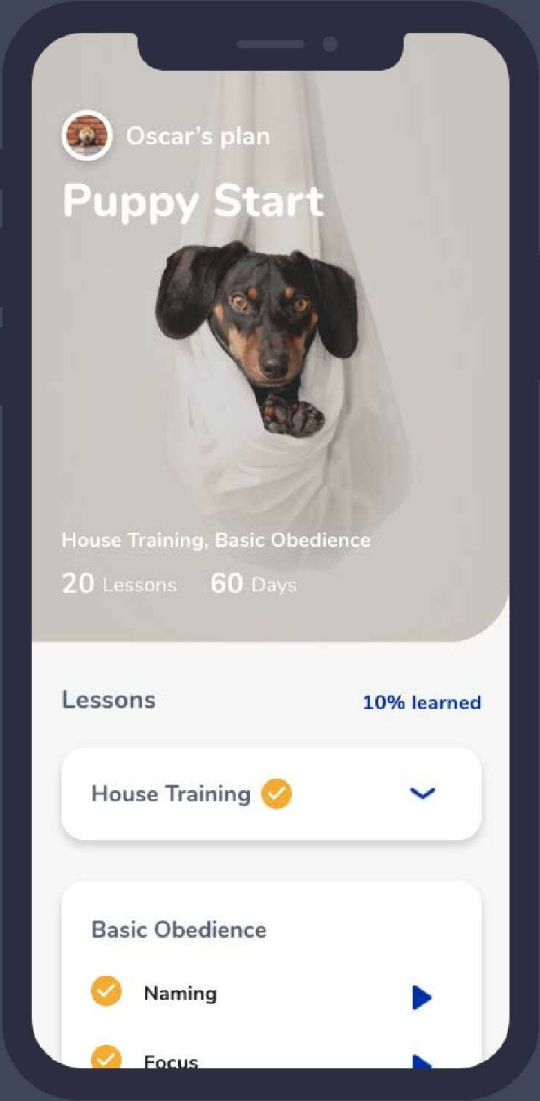 Oscar's plan
Puppy Start
House Training, Basic Obedience
20 Lessons 60 Days
Lessons 10% learned
House Training
Basic Obedience
Naming
Focus